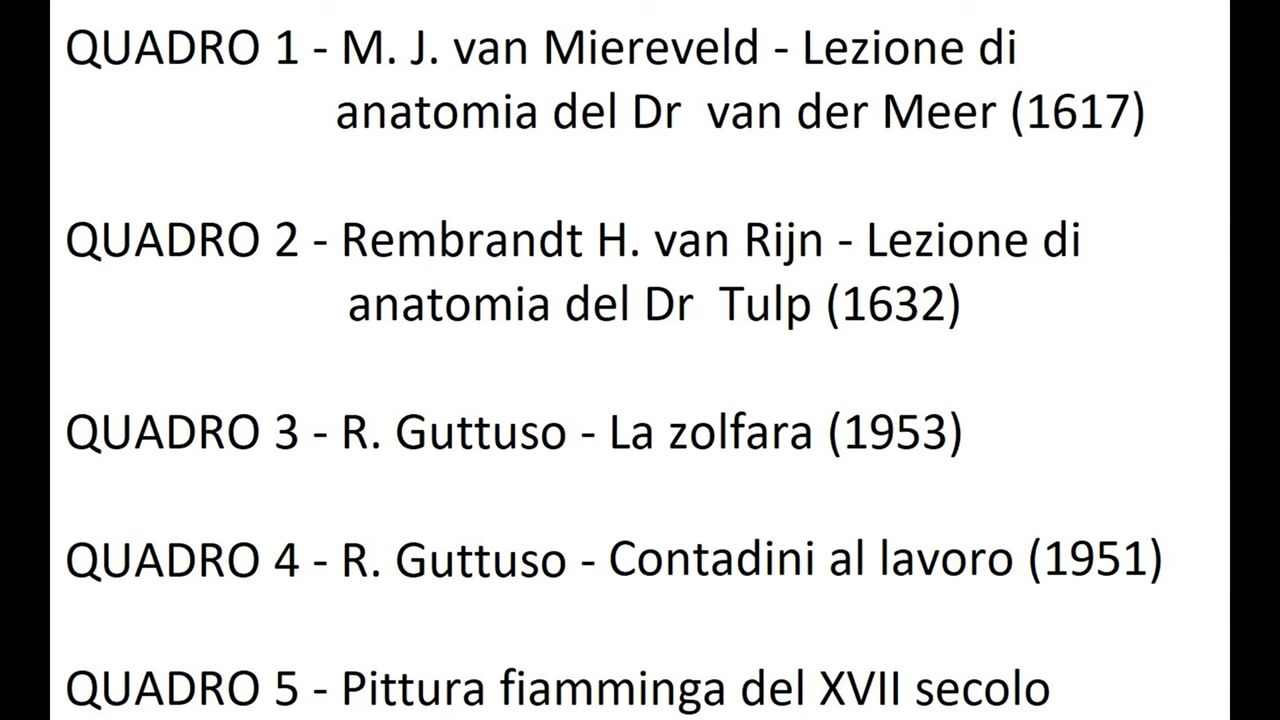 QUADRO 1 - M. J. van Miereveld - Lezione di
anatomia del Dr van der Meer (1617)
QUADRO 2 - Rembrandt H. van Rijn - Lezione di
anatomia del Dr Tulp (1632)
QUADRO 3 - R. Guttuso - La zolfara (1953)
QUADRO 4 - R. Guttuso - Contadini al lavoro (1951)
QUADRO 5 - Pittura fiamminga del XVII secolo